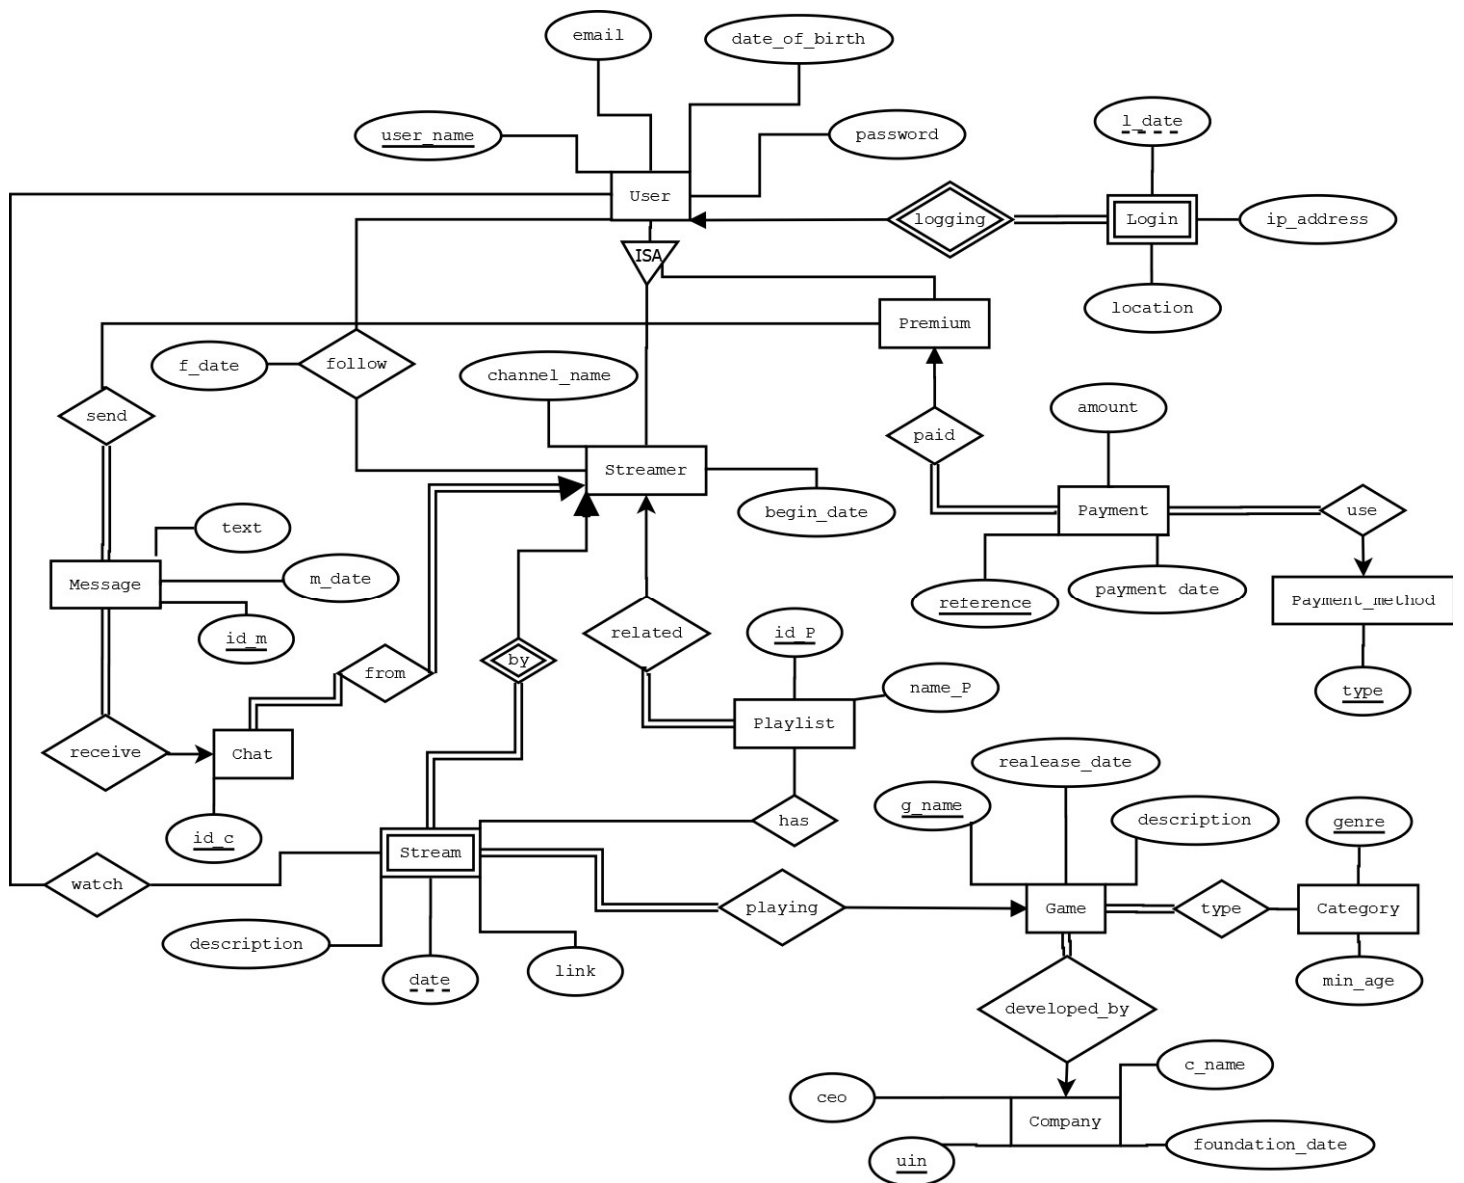 email
date_of_birth
user_name
password
l_date
User
logging
Login
ip_address
ISA
location
Premium
f_date
follow
channel_name
send
amount
paid
Streamer
begin_date
Payment
use
text
Message
m_date
reference
payment date
Payment_method
id_m
related
id_P
from
by
name_P
type
Playlist
receive
Chat
realease_date
g_name
description
has
genre
id_c
Stream
watch
playing
Game
type
Category
description
date
link
min_age
developed_by
c_name
ceo
Company
foundation_date
uin